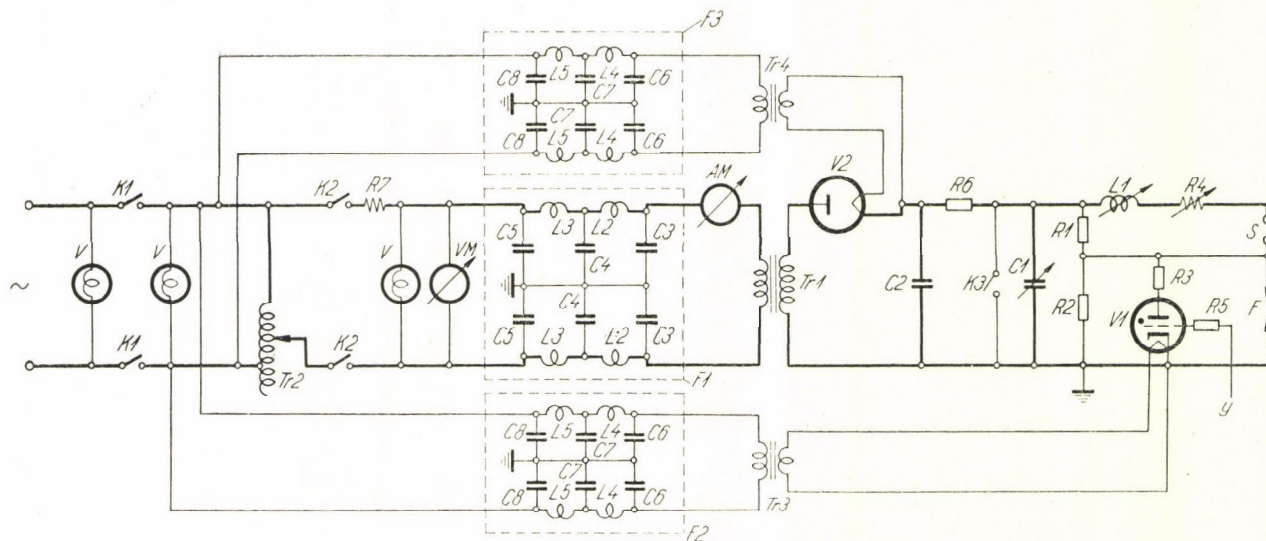 F3
C8 L5 L4 C6
C7
C7
C8 L5 L4 C6
Tr4
V2
K1 K2 R7
AM
R6
L1 R4
C5 L3 L2 C3
V V V VM
C4
C4
C5 L3 L2 C3
~
Tr1
C2 K3 C1
R1
S
R3
R2 V1 R5
F
K1 K2
Tr2
F1
y
C8 L5 L4 C6
C7
C7
C8 L5 L4 C6
Tr3
F2